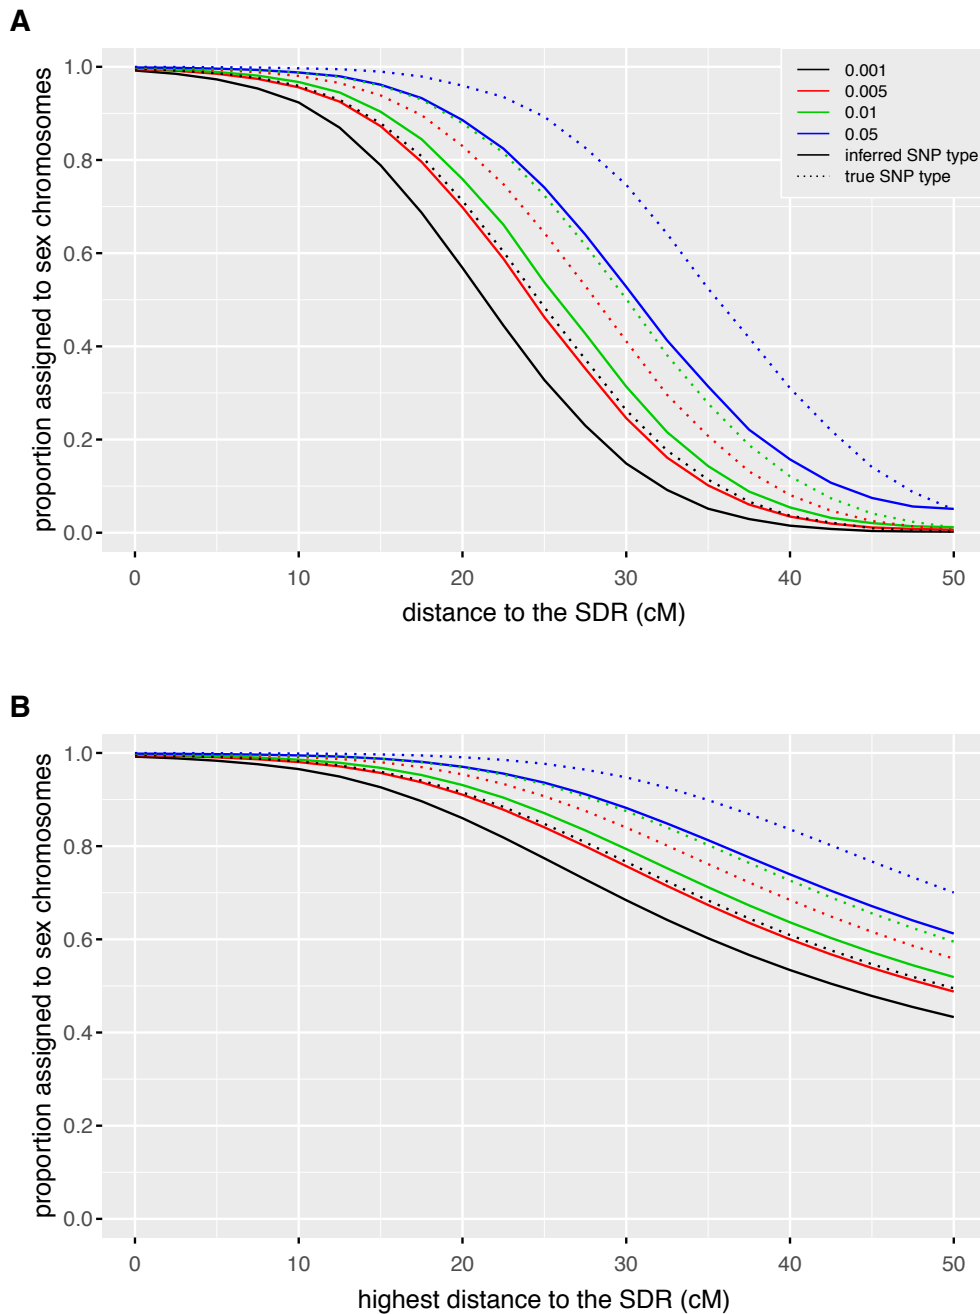 A
proportion assigned to sex chromosomes
1.0
0.8
0.6
0.4
0.2
0.0
0.001
0.005
0.01
0.05
inferred SNP type
true SNP type
0 10 20 30 40 50
distance to the SDR (cM)
B
proportion assigned to sex chromosomes
1.0
0.8
0.6
0.4
0.2
0.0
0 10 20 30 40 50
highest distance to the SDR (cM)